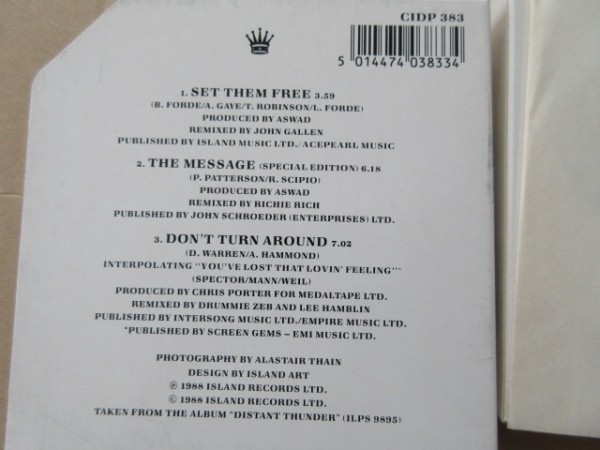 CIDP 383
5 014474 038334
1. SET THEM FREE 3.59
(B. FORDE/A. GAYE/T. ROBINSON/L. FORDE)
PRODUCED BY ASWAD
REMIXED BY JOHN GALLEN
PUBLISHED BY ISLAND MUSIC LTD./ACEPEARL MUSIC
2. THE MESSAGE (SPECIAL EDITION) 6.18
(P. PATTERSON/R. SCIPIO)
PRODUCED BY ASWAD
REMIXED BY RICHIE RICH
PUBLISHED BY JOHN SCHROEDER (ENTERPRISES) LTD.
3. DON'T TURN AROUND 7.02
(D. WARREN/A. HAMMOND)
INTERPOLATING "YOU'VE LOST THAT LOVIN' FEELING"*
(SPECTOR/MANN/WEIL)
PRODUCED BY CHRIS PORTER FOR MEDALTAPE LTD.
REMIXED BY DRUMMIE ZEB AND LEE HAMBLIN
PUBLISHED BY INTERSONG MUSIC LTD./EMPIRE MUSIC LTD.
*PUBLISHED BY SCREEN GEMS – EMI MUSIC LTD.
PHOTOGRAPHY BY ALASTAIR THAIN
DESIGN BY ISLAND ART
℗ 1988 ISLAND RECORDS LTD.
© 1988 ISLAND RECORDS LTD.
TAKEN FROM THE ALBUM "DISTANT THUNDER" (ILPS 9895)